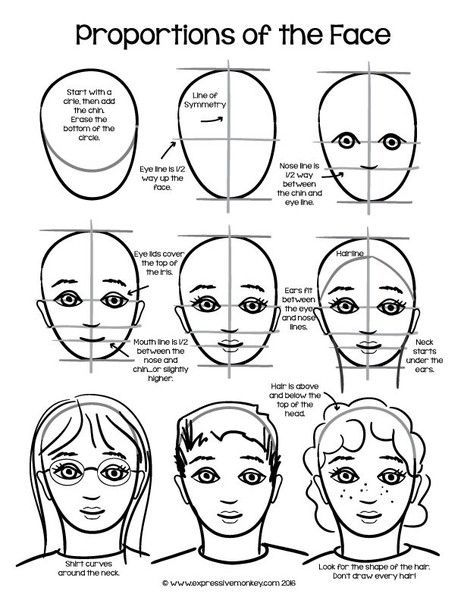 Proportions of the Face
Start with a
cirle, then add
the chin.
Erase the
bottom of the
circle.
Line of
Symmetry
Eye line is 1/2
way up the
face.
Nose line is
1/2 way
between
the chin and
eye line.
Eye lids cover
the top of
the iris.
Mouth line is 1/2
between the
nose and
chin...or slightly
higher.
Ears fit
between
the eye
and nose
lines.
Hairline
Neck
starts
under the
ears.
Hair is above
and below the
top of the
head.
Shirt curves
around the neck.
Look for the shape of the hair.
Don't draw every hair!
© www.expressivemonkey.com 2016